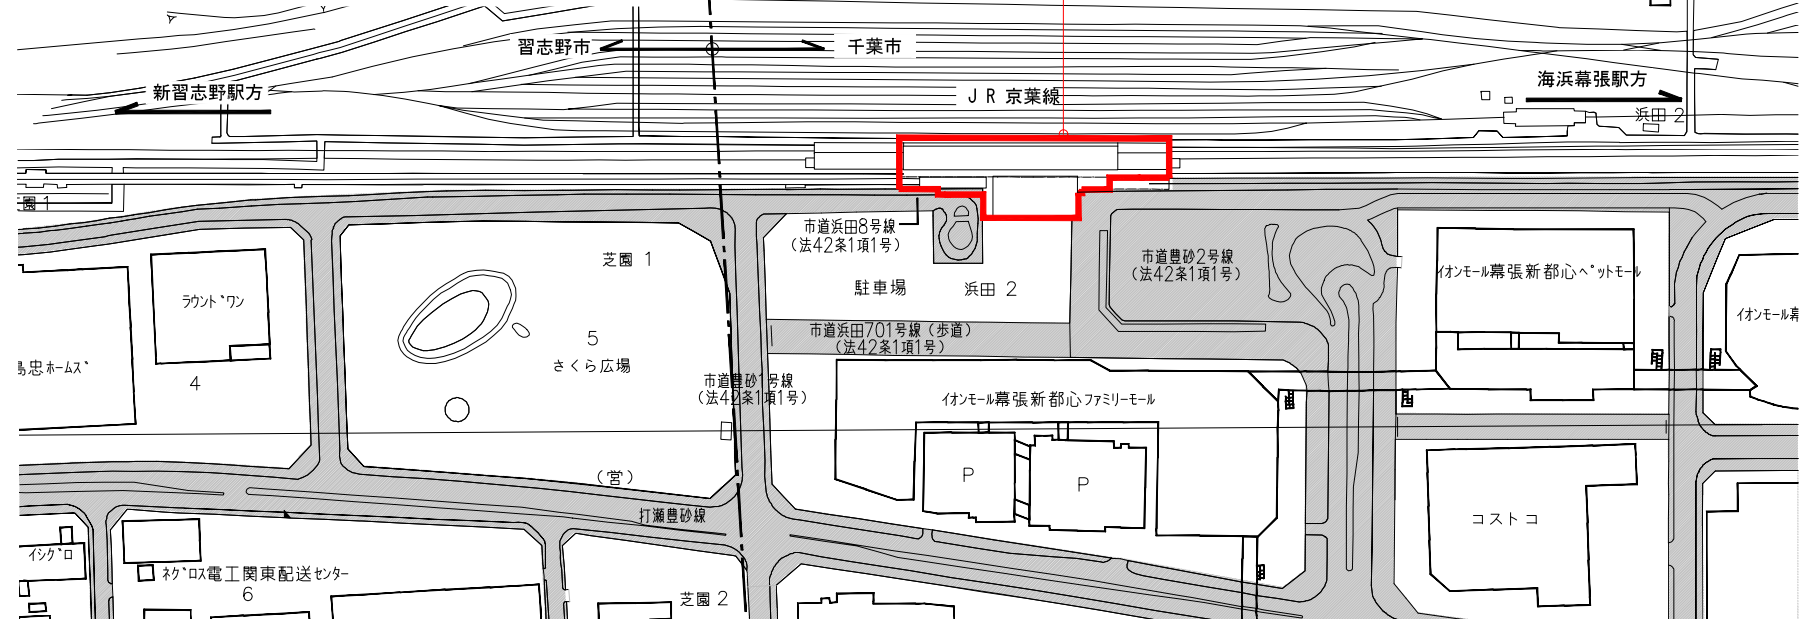 習志野市
千葉市
新習志野駅方
JR 京葉線
海浜幕張駅方
浜田 2
園 1
市道浜田8号線
(法42条1項1号)
芝園 1
市道豊砂2号線
(法42条1項1号)
イオンモール幕張新都心ペットモール
ラウンドワン
駐車場
浜田 2
イオンモール幕
5
市道浜田701号線(歩道)
(法42条1項1号)
さくら広場
島忠ホームズ
4
市道豊砂1号線
(法42条1項1号)
イオンモール幕張新都心ファミリーモール
(営)
P
P
打瀬豊砂線
コストコ
イシグロ
ネグロス電工関東配送センター
6
芝園 2